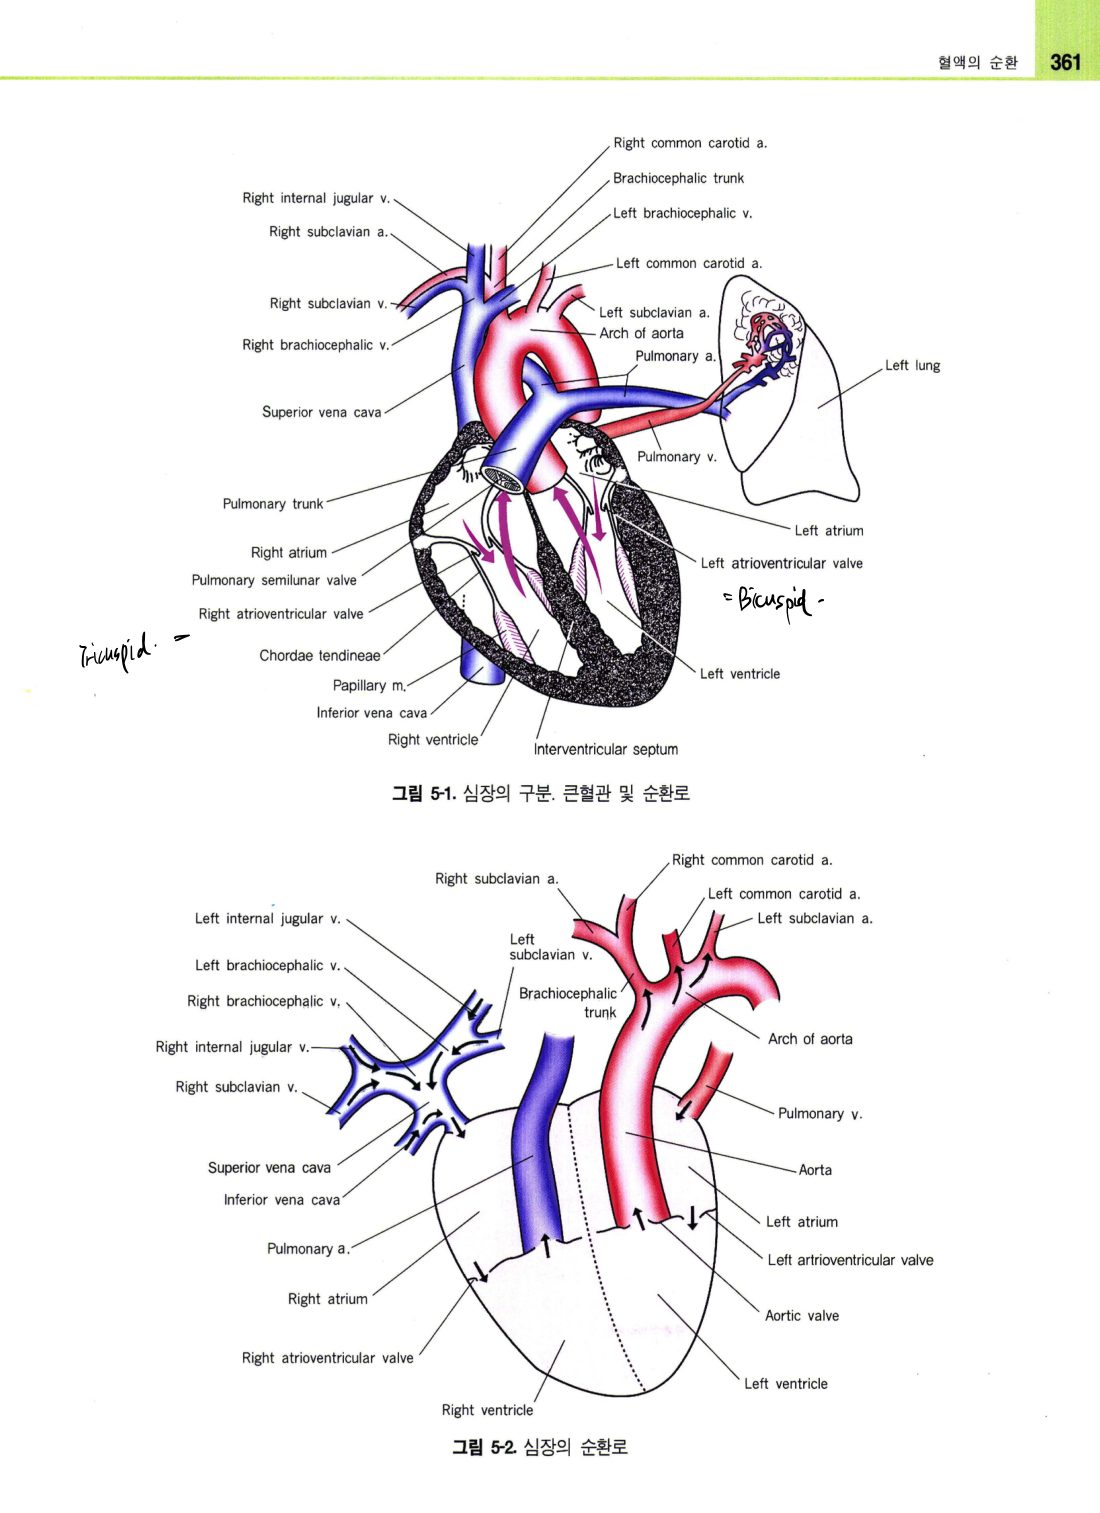 혈액의 순환 361
Right common carotid a.
Brachiocephalic trunk
Right internal jugular v.
Left brachiocephalic v.
Right subclavian a.
Left common carotid a.
Right subclavian v.
Left subclavian a.
Arch of aorta
Right brachiocephalic v.
Pulmonary a.
Left lung
Superior vena cava
Pulmonary v.
Pulmonary trunk
Left atrium
Right atrium
Left atrioventricular valve
Pulmonary semilunar valve
= Bicuspid -
Right atrioventricular valve
Tricuspid. =
Chordae tendineae
Left ventricle
Papillary m.
Inferior vena cava
Right ventricle
Interventricular septum
그림 5-1. 심장의 구분. 큰혈관 및 순환로
Right common carotid a.
Right subclavian a.
Left common carotid a.
Left internal jugular v.
Left subclavian a.
Left
subclavian v.
Left brachiocephalic v.
Brachiocephalic
trunk
Right brachiocephalic v.
Arch of aorta
Right internal jugular v.
Right subclavian v.
Pulmonary v.
Superior vena cava
Aorta
Inferior vena cava
Left atrium
Pulmonary a.
Left artrioventricular valve
Right atrium
Aortic valve
Right atrioventricular valve
Left ventricle
Right ventricle
그림 5-2. 심장의 순환로